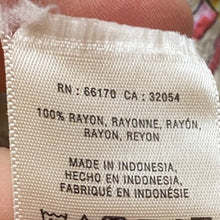 RN : 66170 CA : 32054
100% RAYON, RAYONNE, RAYÓN,
RAYON, REYON
MADE IN INDONESIA,
HECHO EN INDONESIA,
FABRIQUÉ EN INDONÉSIE